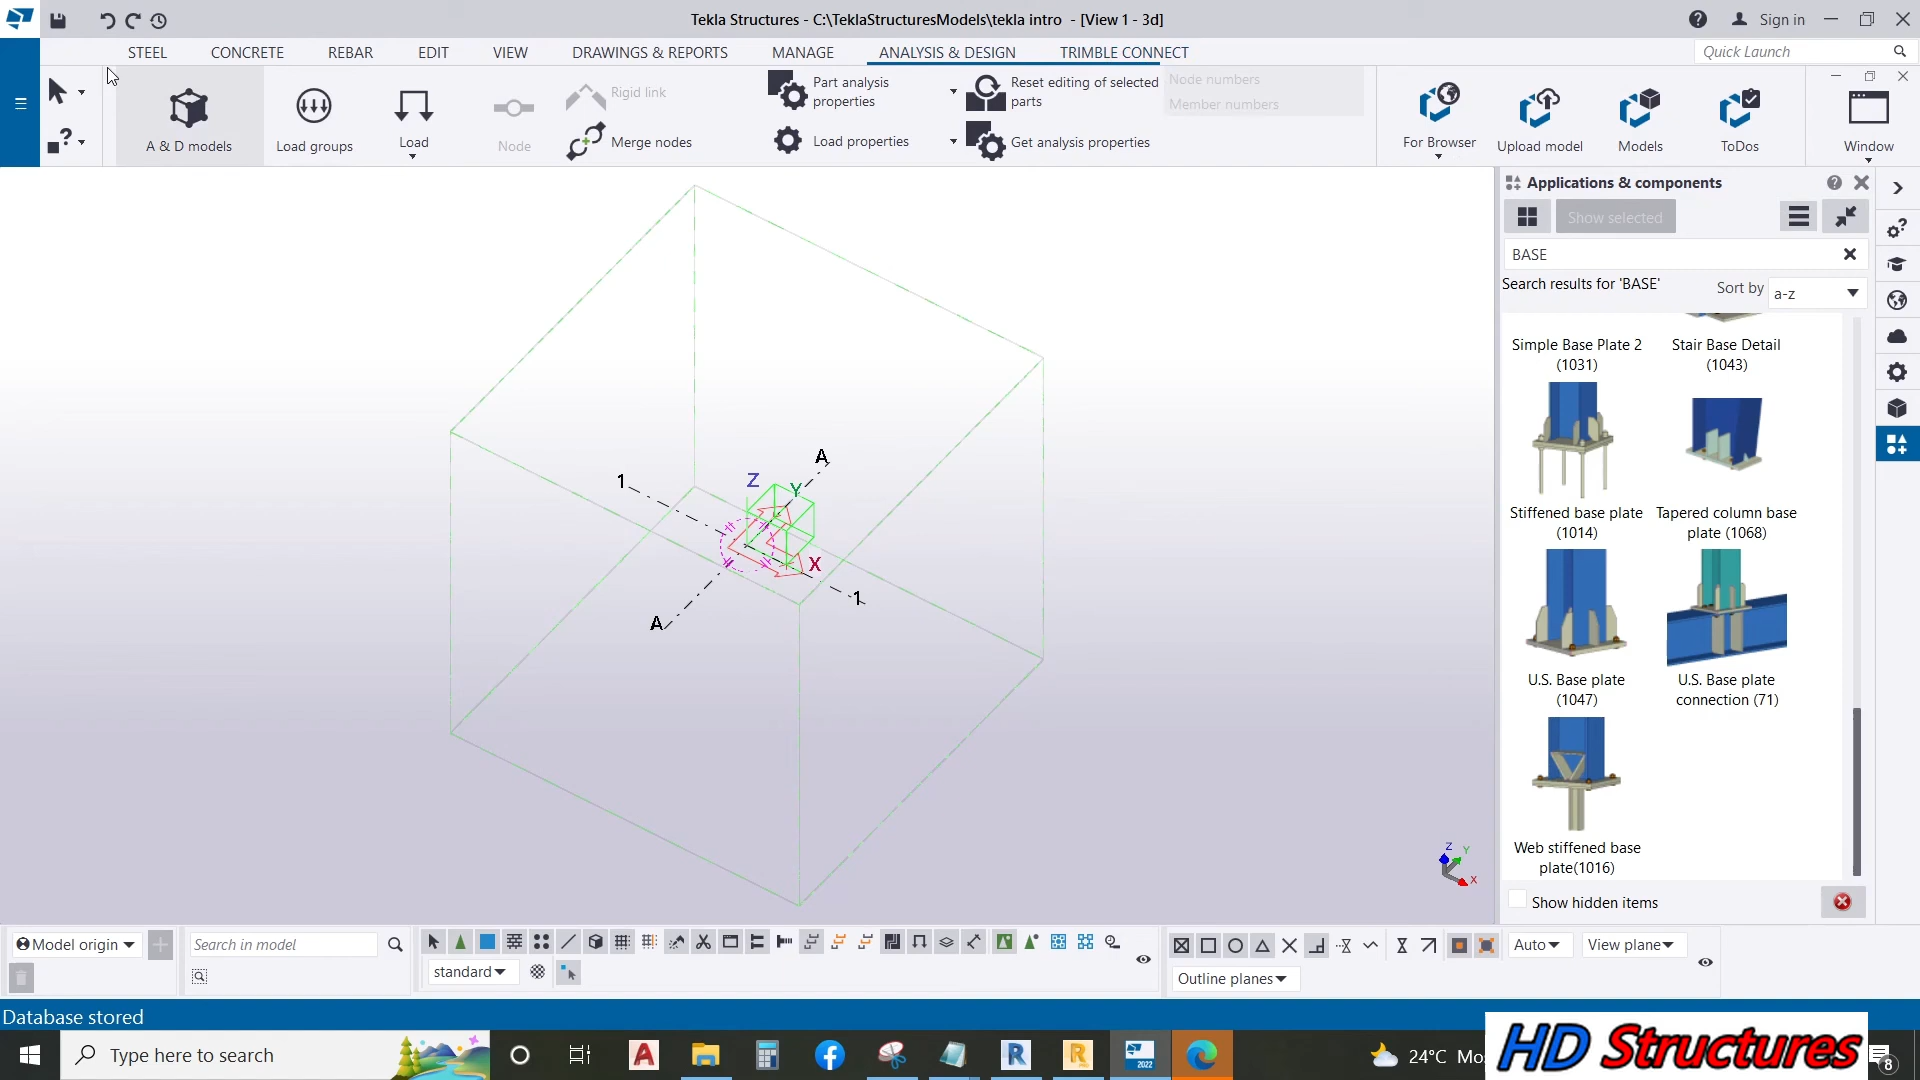 Tekla Structures - C:\TeklaStructuresModels\tekla intro - [View 1 - 3d]
Sign in
STEEL CONCRETE REBAR EDIT VIEW DRAWINGS & REPORTS MANAGE ANALYSIS & DESIGN TRIMBLE CONNECT
Quick Launch
A & D models
Load groups
Load
Node
Rigid link
Merge nodes
Part analysis
properties
Load properties
Reset editing of selected
parts
Get analysis properties
Node numbers
Member numbers
For Browser
Upload model
Models
ToDos
Window
Applications & components
Show selected
BASE
Search results for 'BASE'
Sort by
a-z
Simple Base Plate 2
(1031)
Stair Base Detail
(1043)
Stiffened base plate
(1014)
Tapered column base
plate (1068)
U.S. Base plate
(1047)
U.S. Base plate
connection (71)
Web stiffened base
plate(1016)
Show hidden items
A
1
Z
Y
X
1
A
Z
Y
X
Model origin
Search in model
standard
Auto
View plane
Outline planes
Database stored
Type here to search
2022
24°C
HD Structures
8